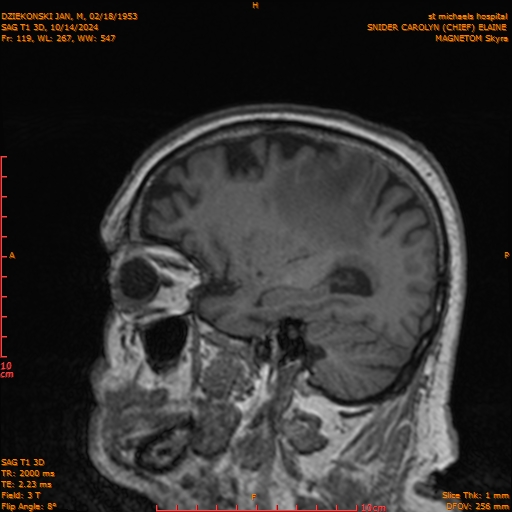 H
DZIEKONSKI JAN, M, 02/18/1953
SAG T1 3D, 10/14/2024
Fr: 119, WL: 267, WW: 547
st michaels hospital
SNIDER CAROLYN (CHIEF) ELAINE
MAGNETOM Skyra
A
P
10
cm
SAG T1 3D
TR: 2000 ms
TE: 2.23 ms
Field: 3 T
Flip Angle: 8°
F
10cm
Slice Thk: 1 mm
DFOV: 256 mm